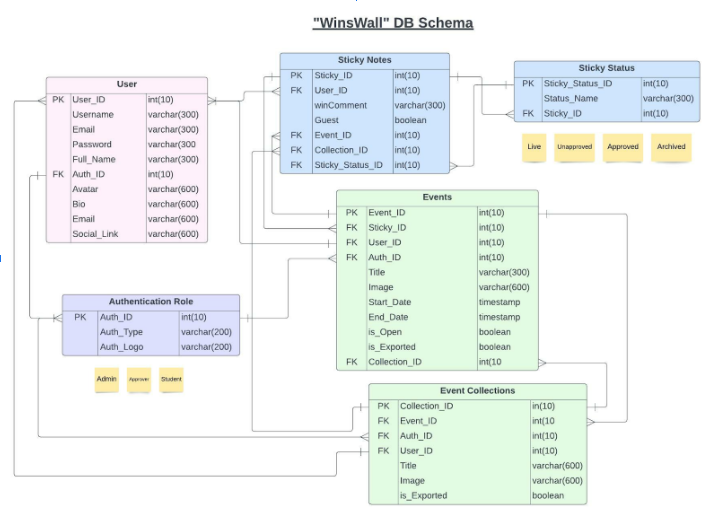 "WinsWall" DB Schema
Sticky Notes
PK Sticky_ID int(10)
FK User_ID int(10)
winComment varchar(300)
Guest boolean
FK Event_ID int(10)
FK Collection_ID int(10)
FK Sticky_Status_ID int(10)
Sticky Status
PK Sticky_Status_ID int(10)
Status_Name varchar(300)
FK Sticky_ID int(10)
Live Unapproved Approved Archived
User
PK User_ID int(10)
Username varchar(300)
Email varchar(300)
Password varchar(300
Full_Name varchar(300)
FK Auth_ID int(10)
Avatar varchar(600)
Bio varchar(600)
Email varchar(600)
Social_Link varchar(600)
Events
PK Event_ID int(10)
FK Sticky_ID int(10)
FK User_ID int(10)
FK Auth_ID int(10)
Title varchar(300)
Image varchar(600)
Start_Date timestamp
End_Date timestamp
is_Open boolean
is_Exported boolean
FK Collection_ID int(10
Authentication Role
PK Auth_ID int(10)
Auth_Type varchar(200)
Auth_Logo varchar(200)
Admin Approver Student
Event Collections
PK Collection_ID in(10)
FK Event_ID int(10
FK Auth_ID int(10)
FK User_ID int(10)
Title varchar(600)
Image varchar(600)
is_Exported boolean